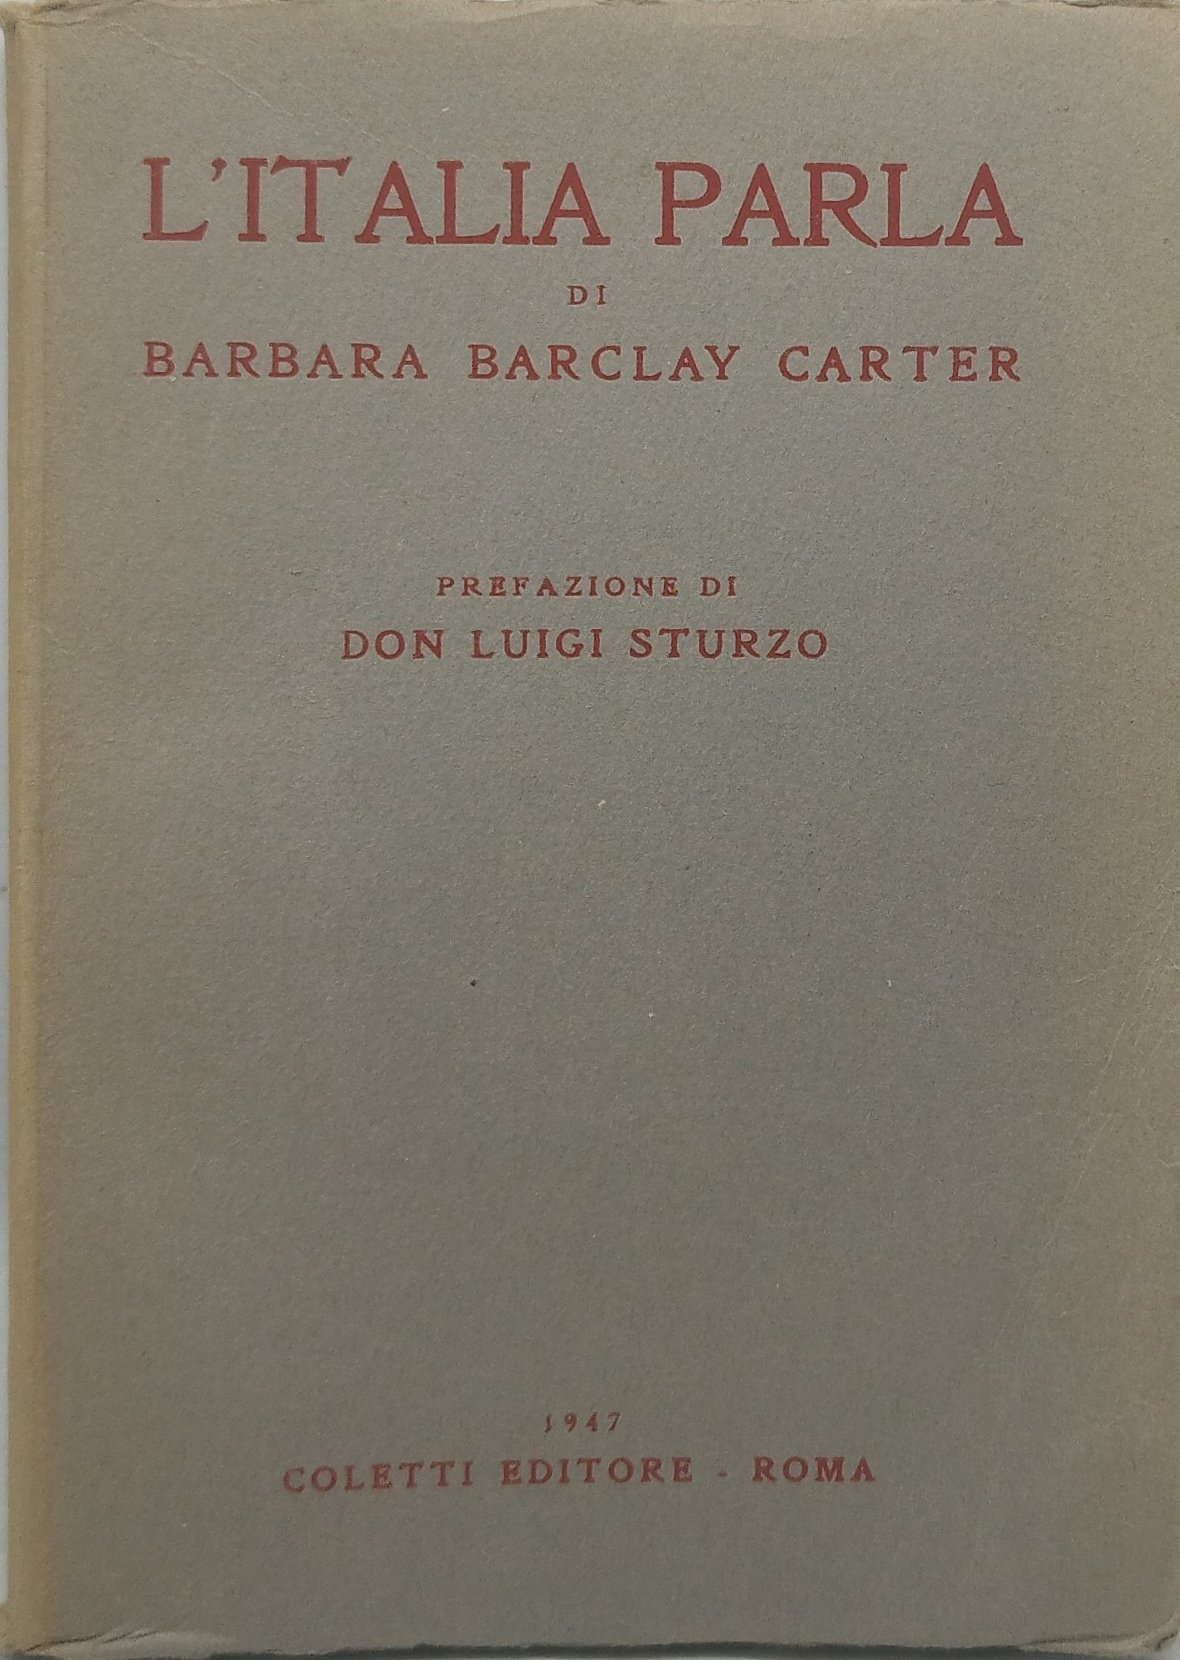 L'ITALIA PARLA
DI
BARBARA BARCLAY CARTER
PREFAZIONE DI
DON LUIGI STURZO
1947
COLETTI EDITORE - ROMA